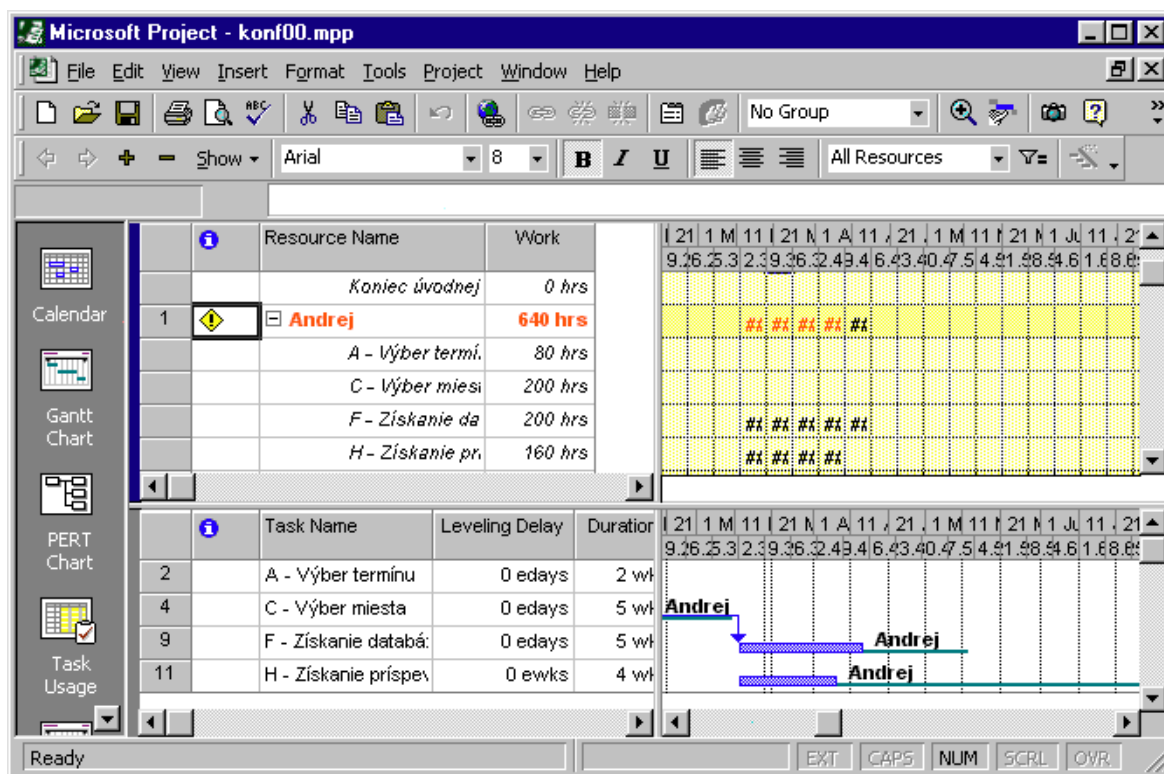 Microsoft Project - konf00.mpp
File Edit View Insert Format Tools Project Window Help
No Group
Show Arial 8 B I U All Resources
Resource Name Work
Koniec úvodnej 0 hrs
1 Andrej 640 hrs ## ## ## ## ##
A - Výber termí. 80 hrs
C - Výber miesi 200 hrs
F - Získanie da 200 hrs ## ## ## ## ##
H - Získanie pr. 160 hrs ## ## ## ##
Calendar
Gantt Chart
PERT Chart
Task Usage
Task Name Leveling Delay Duration
2 A - Výber termínu 0 edays 2 wk
4 C - Výber miesta 0 edays 5 wk Andrej
9 F - Získanie databá: 0 edays 5 wk Andrej
11 H - Získanie príspev 0 ewks 4 wk Andrej
Ready EXT CAPS NUM SCRL OVR